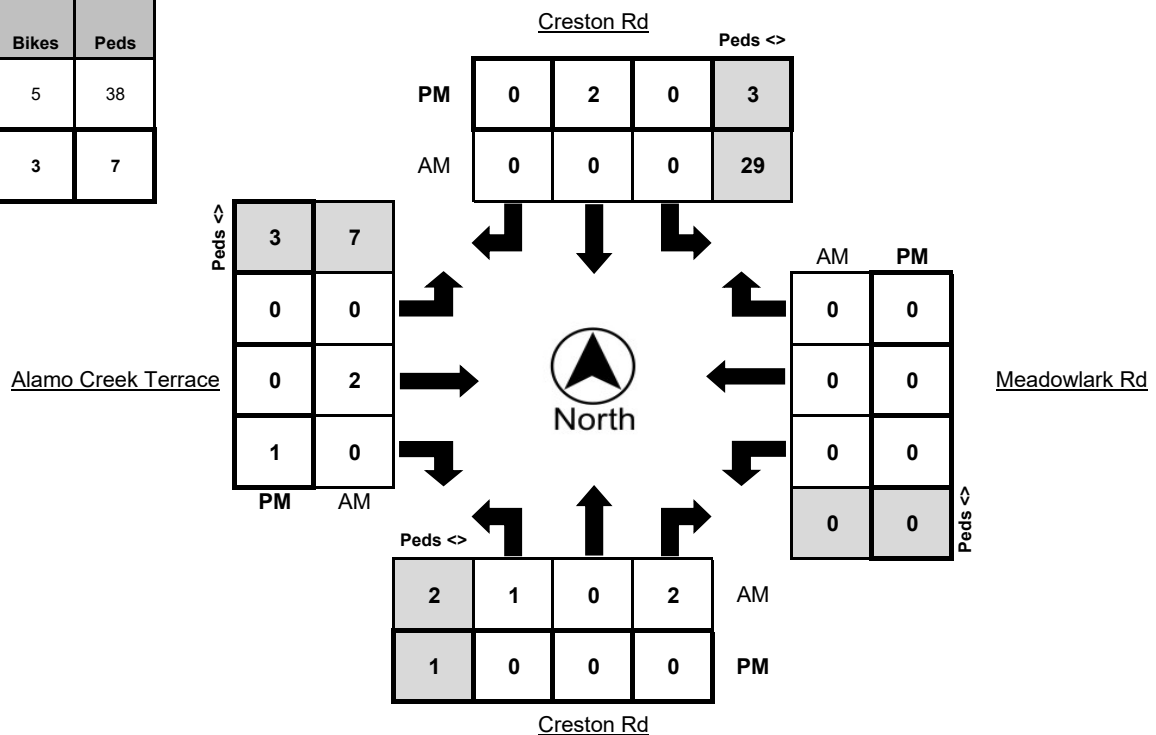 Creston Rd
Bikes Peds
Peds <>
5 38
PM 0 2 0 3
3 7
AM 0 0 0 29
Peds <>
3 7
AM PM
0 0
0 0
Alamo Creek Terrace
0 2
North
0 0
Meadowlark Rd
1 0
0 0
PM AM
0 0
Peds <>
Peds <>
2 1 0 2 AM
1 0 0 0 PM
Creston Rd